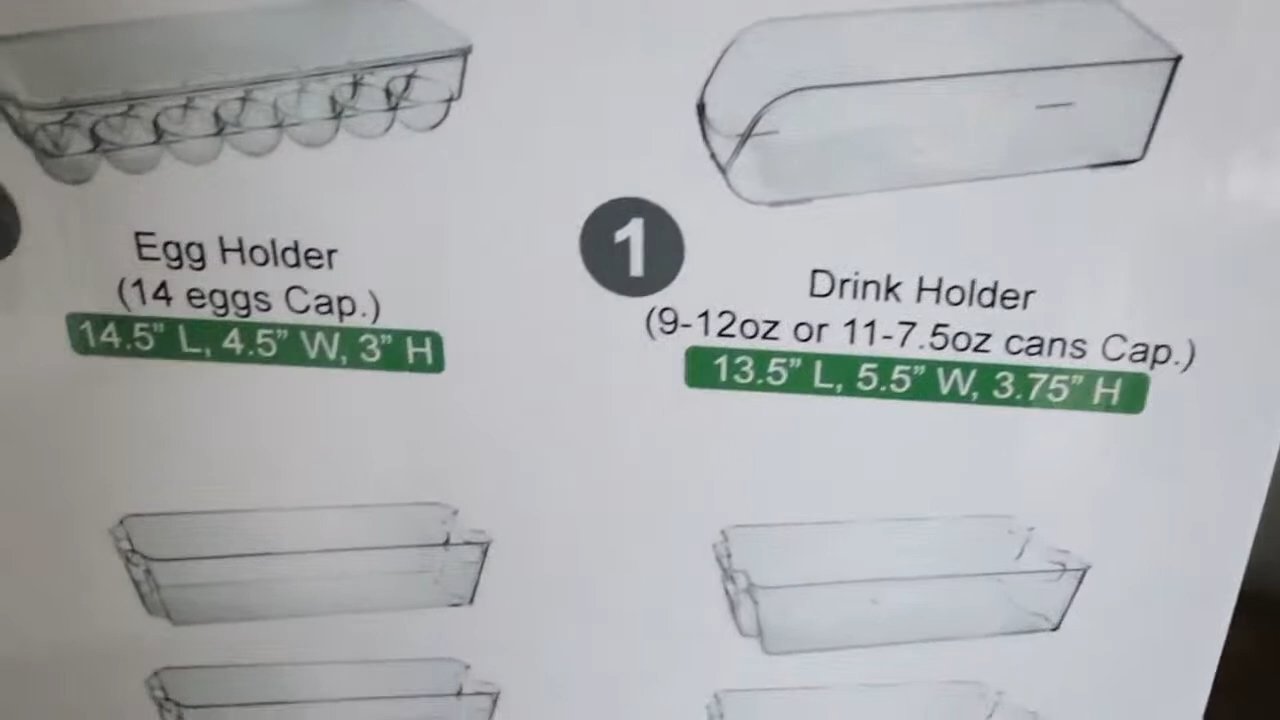 Egg Holder
(14 eggs Cap.)
14.5” L, 4.5” W, 3” H
1
Drink Holder
(9-12oz or 11-7.5oz cans Cap.)
13.5” L, 5.5” W, 3.75” H